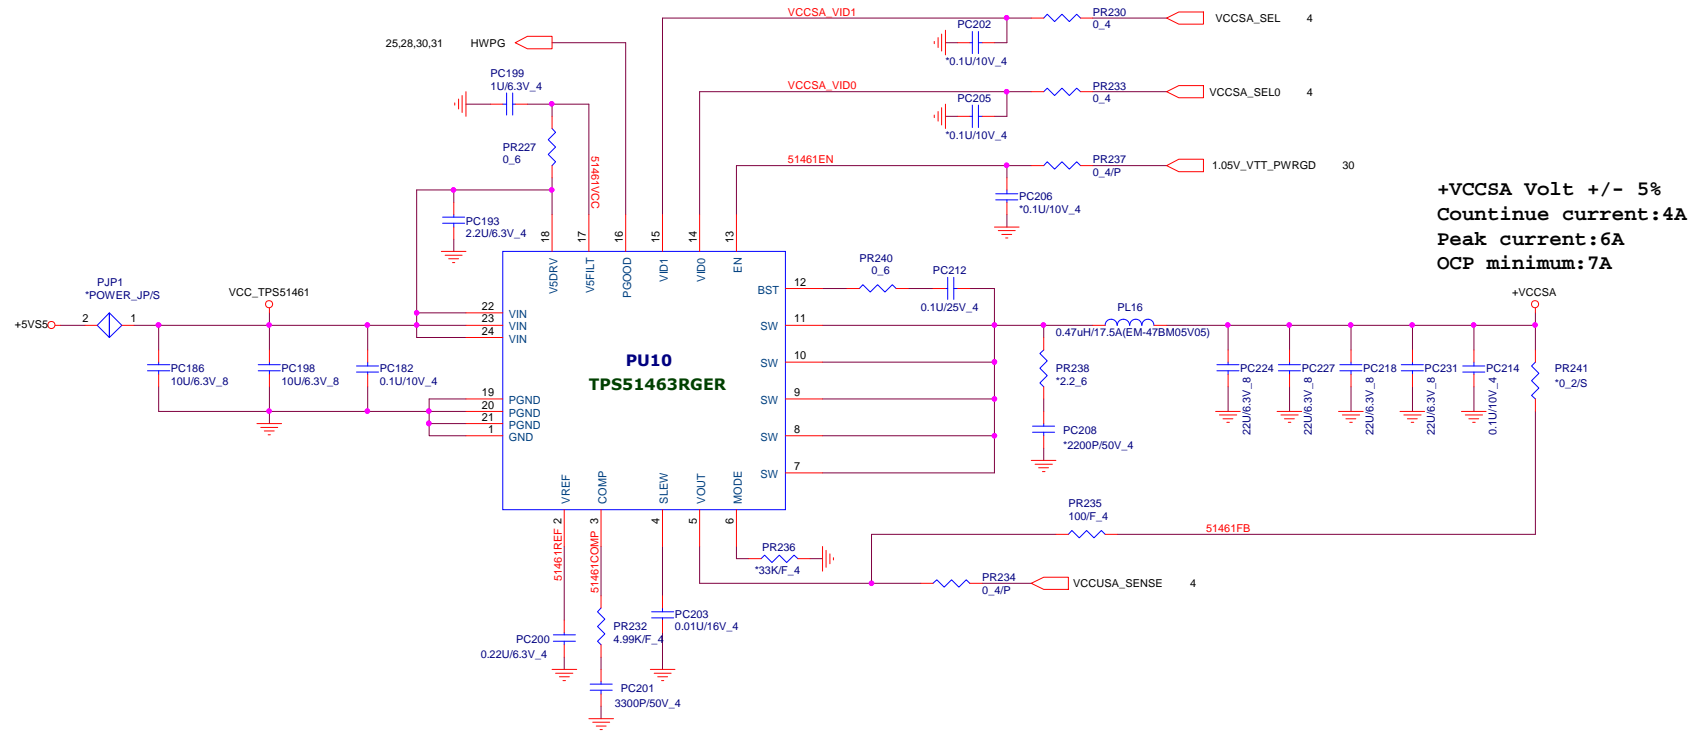 VCCSA_VID1
PC202
*0.1U/10V_4
PR230
0_4
VCCSA_SEL 4
25,28,30,31 HWPG
PC199
1U/6.3V_4
VCCSA_VID0
PC205
*0.1U/10V_4
PR233
0_4
VCCSA_SEL0 4
PR227
0_6
51461VCC
51461EN
PR237
0_4/P
1.05V_VTT_PWRGD 30
PC206
*0.1U/10V_4
PC193
2.2U/6.3V_4
+VCCSA Volt +/- 5%
Countinue current:4A
Peak current:6A
OCP minimum:7A
18
17
16
15
14
13
V5DRV
V5FILT
PGOOD
VID1
VID0
EN
PJP1
*POWER_JP/S
+5VS5
2
1
VCC_TPS51461
22
23
24
VIN
VIN
VIN
PC186
10U/6.3V_8
PC198
10U/6.3V_8
PC182
0.1U/10V_4
19
20
21
1
PGND
PGND
PGND
GND
PU10
TPS51463RGER
BST
12
SW
11
SW
10
SW
9
SW
8
SW
7
PR240
0_6
PC212
0.1U/25V_4
PL16
0.47uH/17.5A(EM-47BM05V05)
+VCCSA
PR238
*2.2_6
PC208
*2200P/50V_4
PC224
22U/6.3V_8
PC227
22U/6.3V_8
PC218
22U/6.3V_8
PC231
22U/6.3V_8
PC214
0.1U/10V_4
PR241
*0_2/S
VREF
COMP
SLEW
VOUT
MODE
2
3
4
5
6
51461REF
51461COMP
PR236
*33K/F_4
PR235
100/F_4
51461FB
PR234
0_4/P
VCCUSA_SENSE 4
PC203
0.01U/16V_4
PC200
0.22U/6.3V_4
PR232
4.99K/F_4
PC201
3300P/50V_4